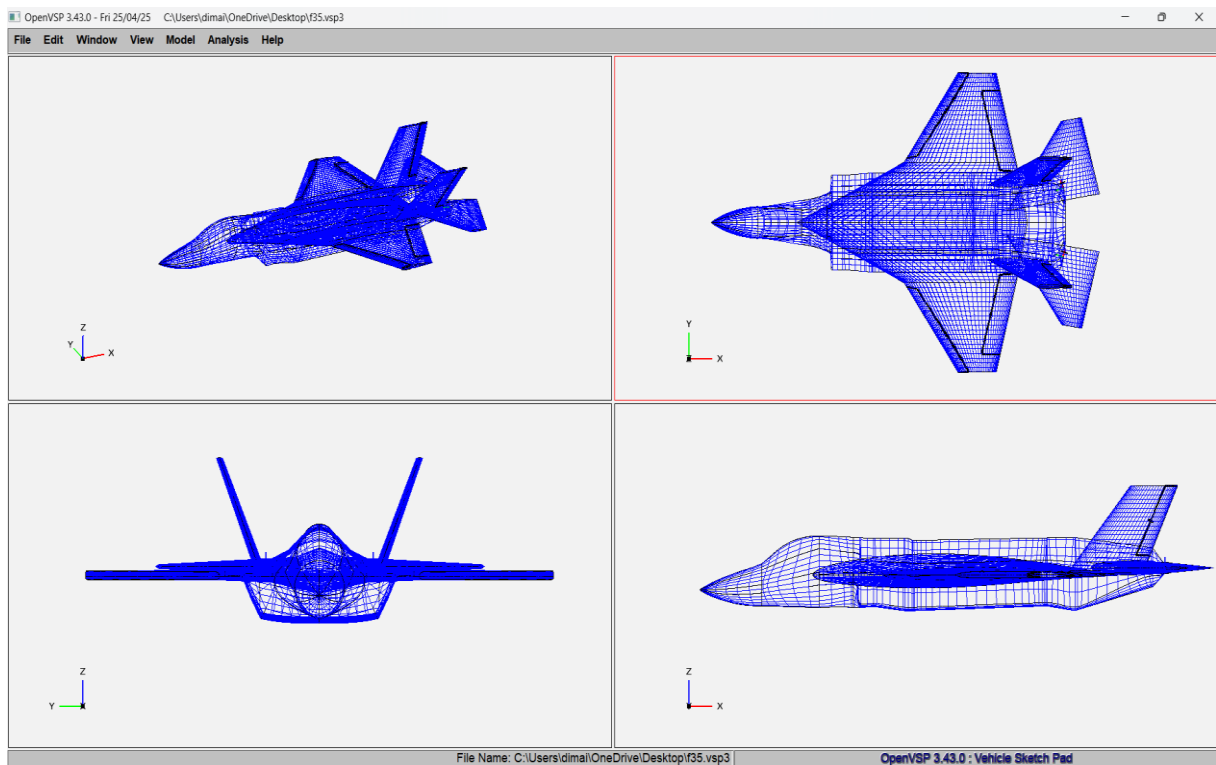 OpenVSP 3.43.0 - Fri 25/04/25 C:\Users\dimai\OneDrive\Desktop\f35.vsp3
File Edit Window View Model Analysis Help
Z
Y
X
Y
X
Z
Y
Z
X
File Name: C:\Users\dimai\OneDrive\Desktop\f35.vsp3
OpenVSP 3.43.0 : Vehicle Sketch Pad